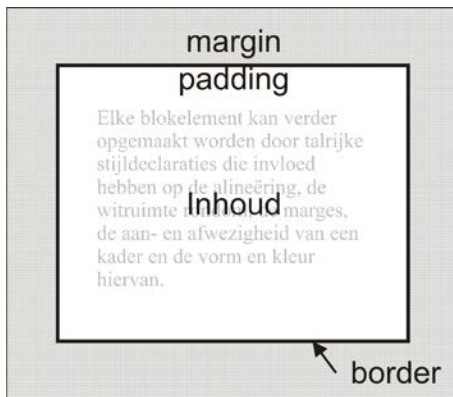 margin
padding
Elke blokelement kan verder
opgemaakt worden door talrijke
stijldeclaraties die invloed
hebben op de alineëring, de
Inhoud
witruimte marges,
de aan- en afwezigheid van een
kader en de vorm en kleur
hiervan.
border